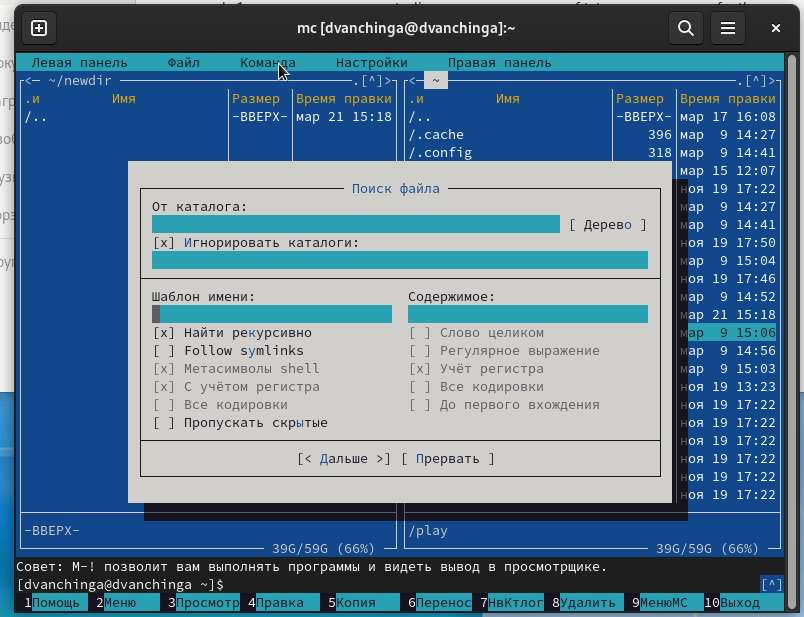 mc [dvanchinga@dvanchinga]:~
Левая панель Файл Команда Настройки Правая панель
<— ~/newdir .[^]> <— ~ .[^]>
.и Имя Размер Время правки .и Имя Размер Время правки
/.. -ВВЕРХ- мар 21 15:18 /.. -ВВЕРХ- мар 17 16:08
/.cache 396 мар 9 14:27
/.config 318 мар 9 14:41
мар 15 12:07
Поиск файла ноя 19 17:22
От каталога: мар 9 14:27
[ Дерево ] мар 9 14:41
[x] Игнорировать каталоги: ноя 19 17:50
мар 9 15:04
ноя 19 17:46
Шаблон имени: Содержимое: мар 9 14:52
мар 21 15:18
[x] Найти рекурсивно [ ] Слово целиком мар 9 15:06
[ ] Follow symlinks [ ] Регулярное выражение мар 9 14:56
[x] Метасимволы shell [x] Учёт регистра мар 9 15:03
[x] С учётом регистра [ ] Все кодировки ноя 19 13:23
[ ] Все кодировки [ ] До первого вхождения ноя 19 17:22
[ ] Пропускать скрытые ноя 19 17:22
ноя 19 17:22
[< Дальше >] [ Прервать ] ноя 19 17:22
ноя 19 17:22
ноя 19 17:22
-ВВЕРХ- /play
39G/59G (66%) 39G/59G (66%)
Совет: M-! позволит вам выполнять программы и видеть вывод в просмотрщике.
[dvanchinga@dvanchinga ~]$ [^]
1Помощь 2Меню 3Просмотр 4Правка 5Копия 6Перенос 7НвКтлог 8Удалить 9МенюМС 10Выход